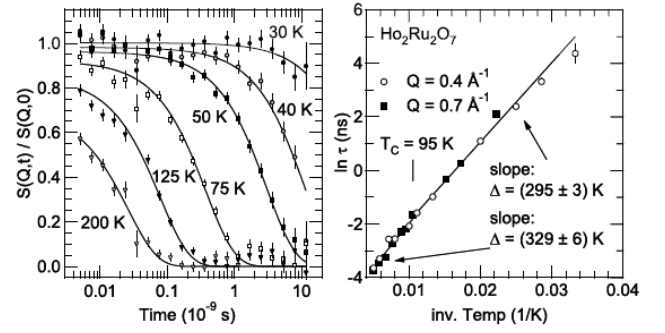 1.0
0.8
0.6
0.4
0.2
0.0
S(Q,t) / S(Q,0)
30 K
40 K
50 K
75 K
125 K
200 K
0.01
0.1
1
10
Time (10⁻⁹ s)
4
2
0
-2
-4
ln τ (ns)
Ho₂Ru₂O₇
Q = 0.4 Å⁻¹
Q = 0.7 Å⁻¹
T_C = 95 K
slope:
Δ = (295 ± 3) K
slope:
Δ = (329 ± 6) K
0.01
0.02
0.03
0.04
inv. Temp (1/K)